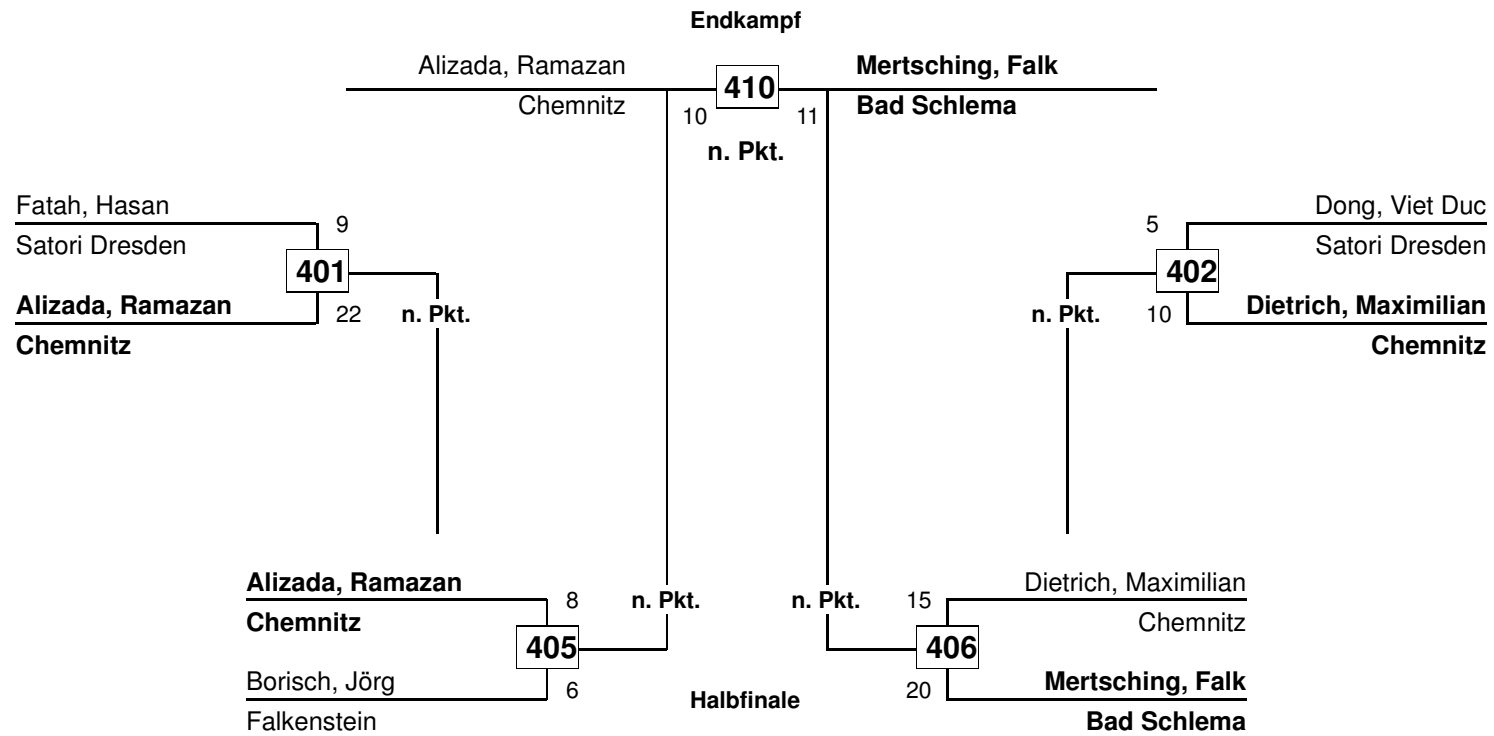 Endkampf
Alizada, Ramazan
Chemnitz
410
Mertsching, Falk
Bad Schlema
10
11
n. Pkt.
Fatah, Hasan
Satori Dresden
9
401
Alizada, Ramazan
Chemnitz
22
n. Pkt.
Dong, Viet Duc
Satori Dresden
5
402
Dietrich, Maximilian
Chemnitz
10
n. Pkt.
Alizada, Ramazan
Chemnitz
8
405
n. Pkt.
Borisch, Jörg
Falkenstein
6
Halbfinale
n. Pkt.
15
Dietrich, Maximilian
Chemnitz
406
20
Mertsching, Falk
Bad Schlema